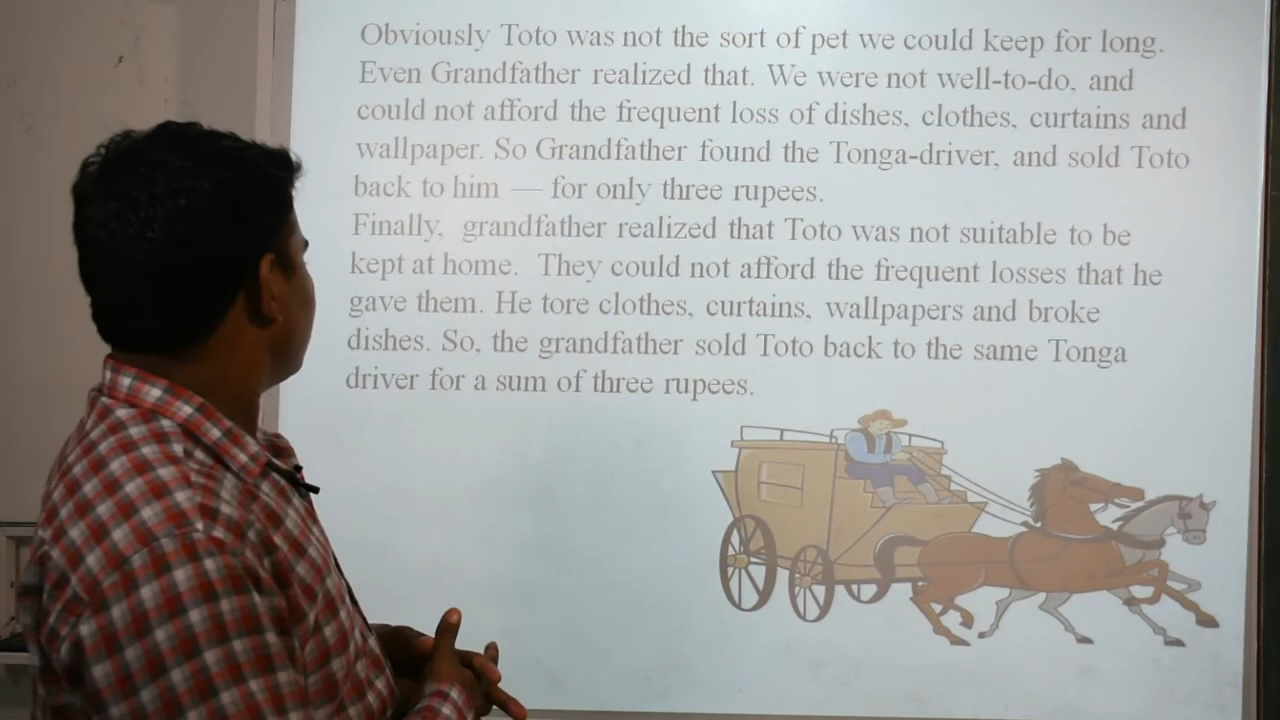 Obviously Toto was not the sort of pet we could keep for long.
Even Grandfather realized that. We were not well-to-do, and
could not afford the frequent loss of dishes, clothes, curtains and
wallpaper. So Grandfather found the Tonga-driver, and sold Toto
back to him — for only three rupees.
Finally, grandfather realized that Toto was not suitable to be
kept at home. They could not afford the frequent losses that he
gave them. He tore clothes, curtains, wallpapers and broke
dishes. So, the grandfather sold Toto back to the same Tonga
driver for a sum of three rupees.